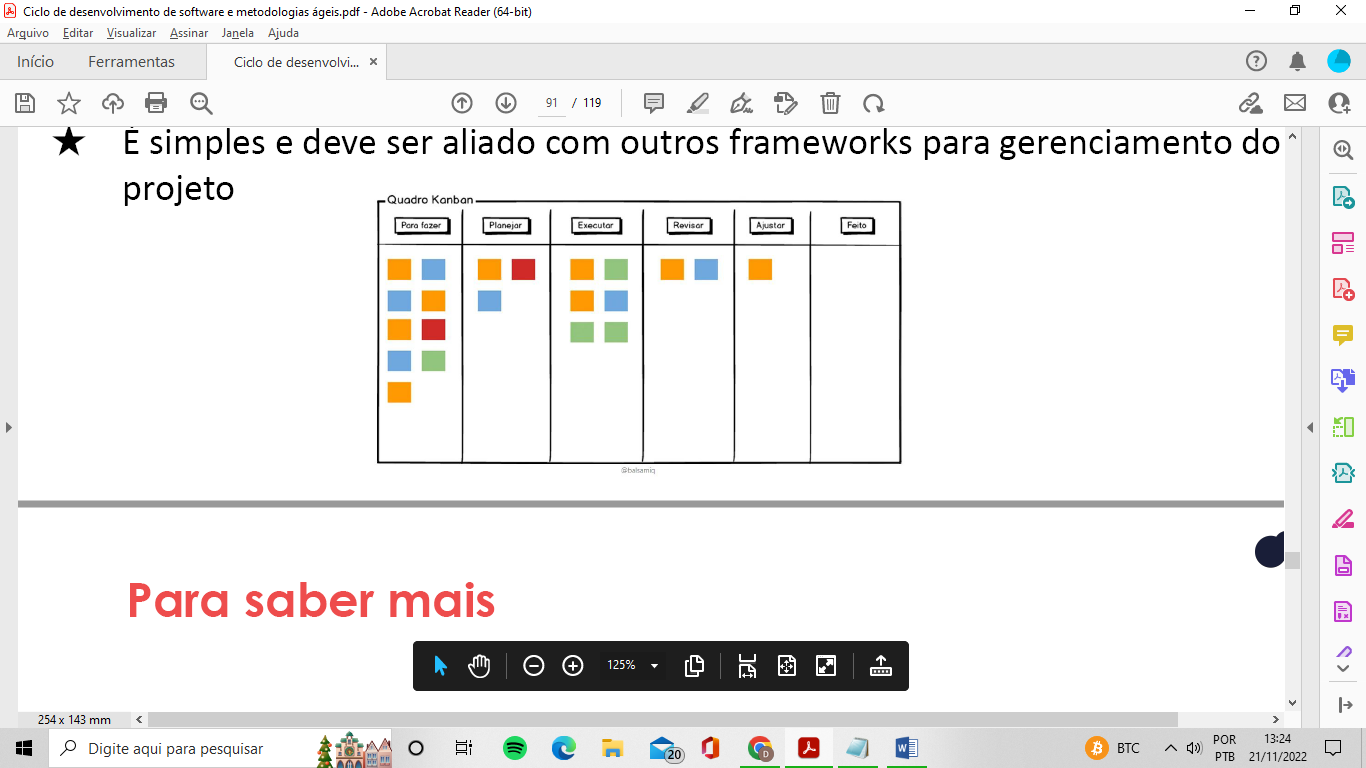 Ciclo de desenvolvimento de software e metodologias ágeis.pdf - Adobe Acrobat Reader (64-bit)
Arquivo Editar Visualizar Assinar Janela Ajuda
Início Ferramentas Ciclo de desenvolvi...
91 / 119
É simples e deve ser aliado com outros frameworks para gerenciamento do
projeto
Quadro Kanban
Para fazer Planejar Executar Revisar Ajustar Feito
@balsamiq
Para saber mais
125%
254 x 143 mm
Digite aqui para pesquisar
20
D
BTC
POR
PTB
13:24
21/11/2022